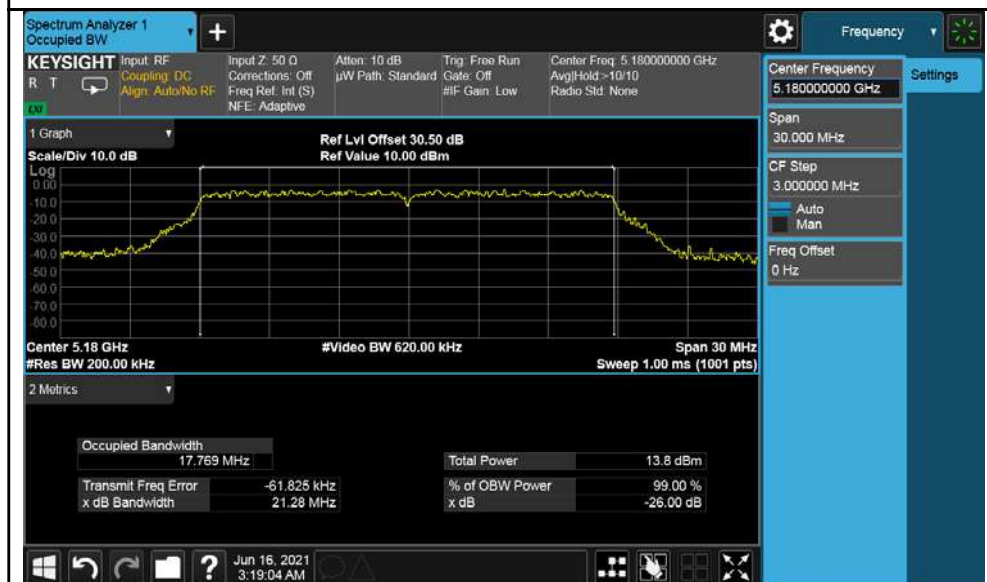 Spectrum Analyzer 1
Occupied BW
+
Frequency
KEYSIGHT
R T
LXI
Input: RF
Coupling: DC
Align: Auto/No RF
Input Z: 50 Ω
Corrections: Off
Freq Ref: Int (S)
NFE: Adaptive
Atten: 10 dB
µW Path: Standard
Trig: Free Run
Gate: Off
#IF Gain: Low
Center Freq: 5.180000000 GHz
Avg|Hold:>10/10
Radio Std: None
Center Frequency
5.180000000 GHz
Settings
Span
30.000 MHz
CF Step
3.000000 MHz
Auto
Man
Freq Offset
0 Hz
1 Graph
Scale/Div 10.0 dB
Ref Lvl Offset 30.50 dB
Ref Value 10.00 dBm
Log
0.00
-10.0
-20.0
-30.0
-40.0
-50.0
-60.0
-70.0
-80.0
Center 5.18 GHz
#Video BW 620.00 kHz
Span 30 MHz
#Res BW 200.00 kHz
Sweep 1.00 ms (1001 pts)
2 Metrics
Occupied Bandwidth
17.769 MHz
Total Power 13.8 dBm
Transmit Freq Error -61.825 kHz
% of OBW Power 99.00 %
x dB Bandwidth 21.28 MHz
x dB -26.00 dB
?
Jun 16, 2021
3:19:04 AM